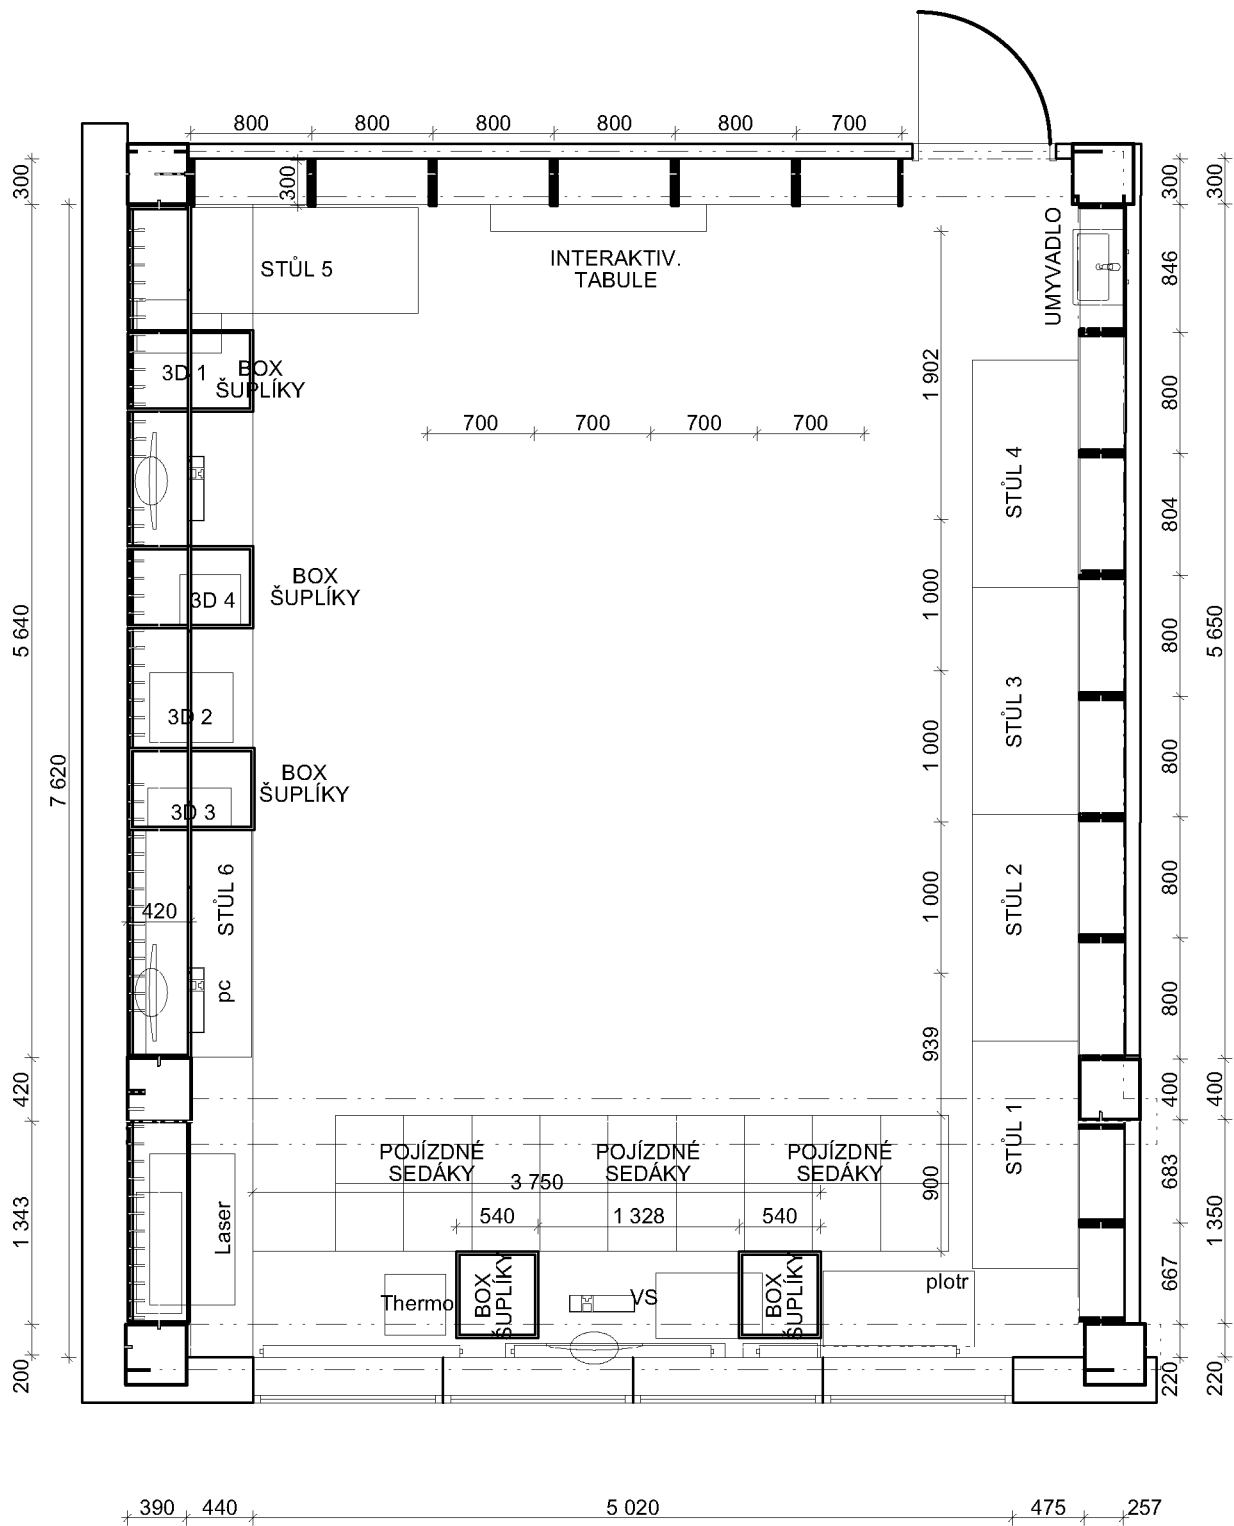 800 800 800 800 800 700
300
300
300
300
STŮL 5
INTERAKTIV.
TABULE
UMYVADLO
846
3D 1
BOX
ŠUPLÍKY
1 902
800
700 700 700 700
STŮL 4
804
3D 4
BOX
ŠUPLÍKY
1 000
800
5 640
5 650
3D 2
STŮL 3
1 000
800
7 620
BOX
ŠUPLÍKY
3D 3
STŮL 6
420
pc
STŮL 2
1 000
800
800
939
420
400
400
STŮL 1
POJÍZDNÉ
SEDÁKY
POJÍZDNÉ
SEDÁKY
POJÍZDNÉ
SEDÁKY
900
683
3 750
540 1 328 540
1 343
1 350
Laser
667
Thermo
BOX
ŠUPLÍKY
VS
BOX
ŠUPLÍKY
plotr
200
220
220
390 440 5 020 475 257